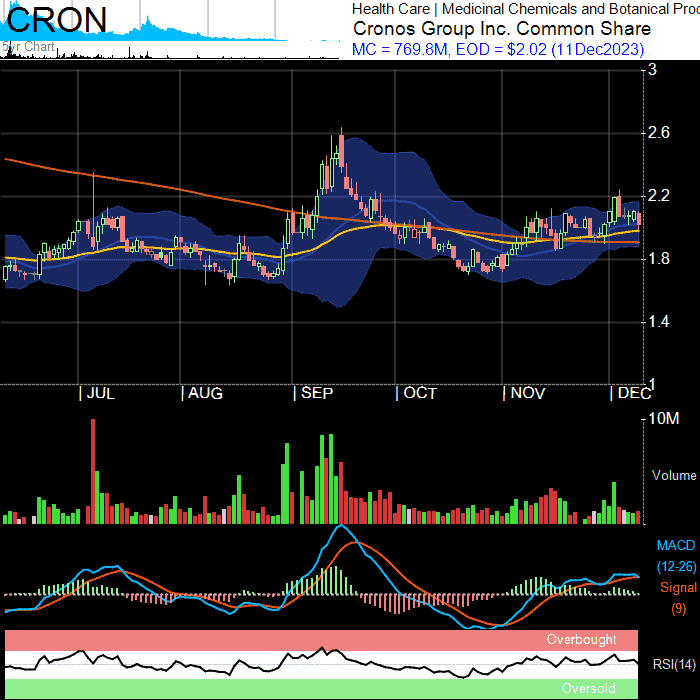 CRON
Health Care | Medicinal Chemicals and Botanical Proc
Cronos Group Inc. Common Share
5yr Chart
MC = 769.8M, EOD = $2.02 (11Dec2023)
3
2.6
2.2
1.8
1.4
1
| JUL | AUG | SEP | OCT | NOV | DEC
10M
Volume
MACD
(12-26)
Signal
(9)
Overbought
RSI(14)
Oversold